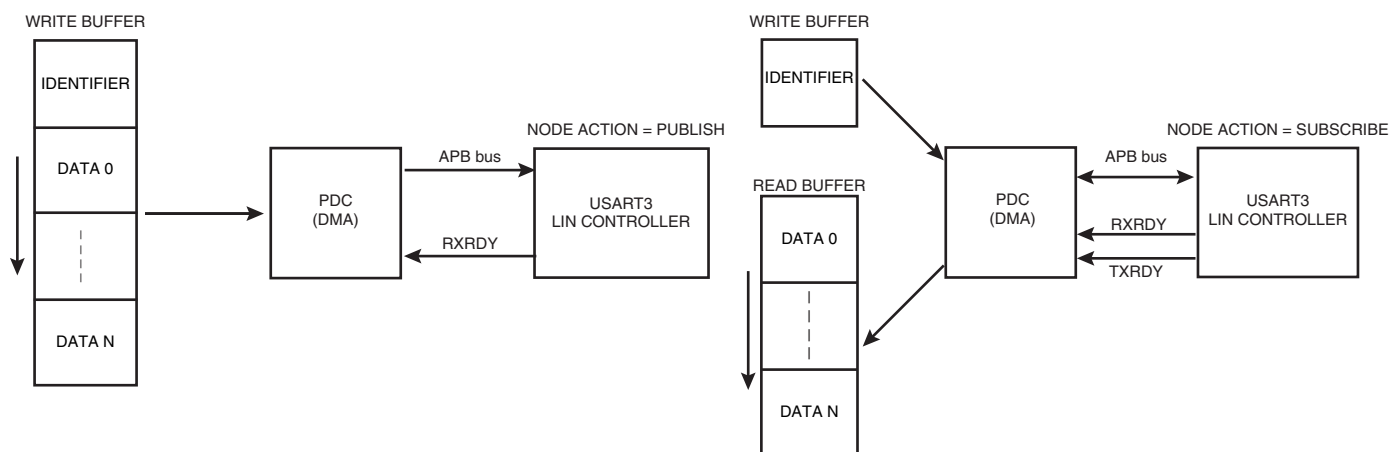 WRITE BUFFER
IDENTIFIER
DATA 0
DATA N
PDC
(DMA)
APB bus
RXRDY
NODE ACTION = PUBLISH
USART3
LIN CONTROLLER
WRITE BUFFER
IDENTIFIER
READ BUFFER
DATA 0
DATA N
PDC
(DMA)
APB bus
RXRDY
TXRDY
NODE ACTION = SUBSCRIBE
USART3
LIN CONTROLLER